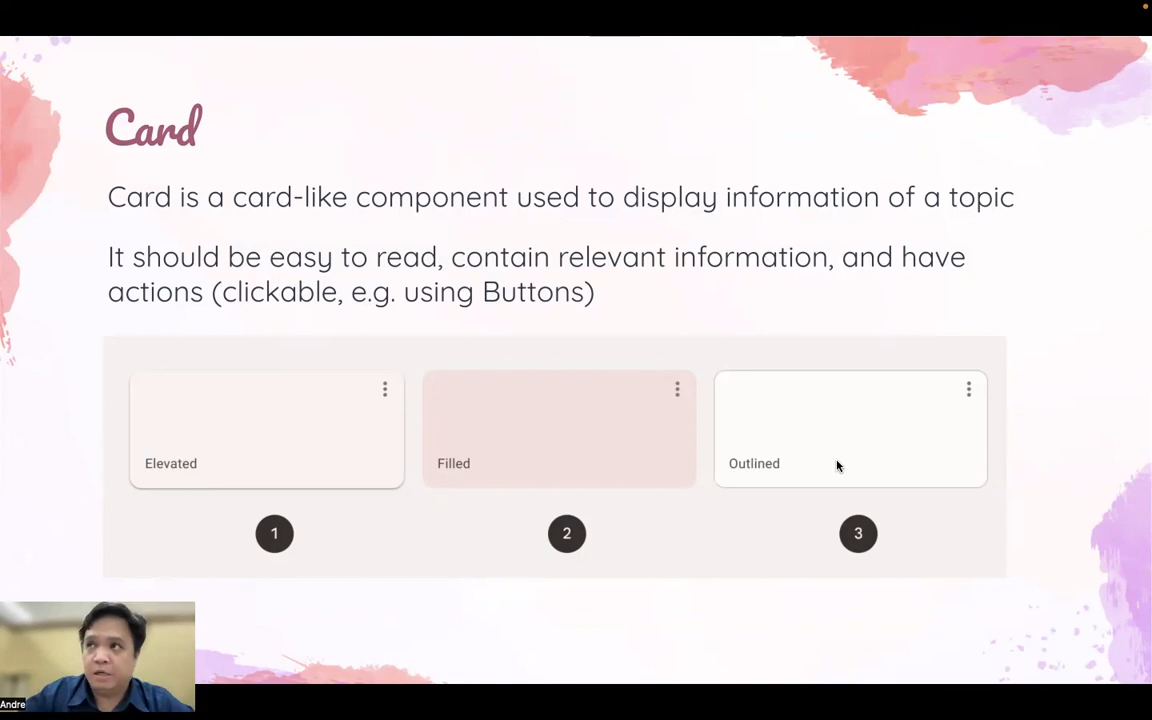 Card
Card is a card-like component used to display information of a topic
It should be easy to read, contain relevant information, and have
actions (clickable, e.g. using Buttons)
Elevated
Filled
Outlined
1
2
3
Andre